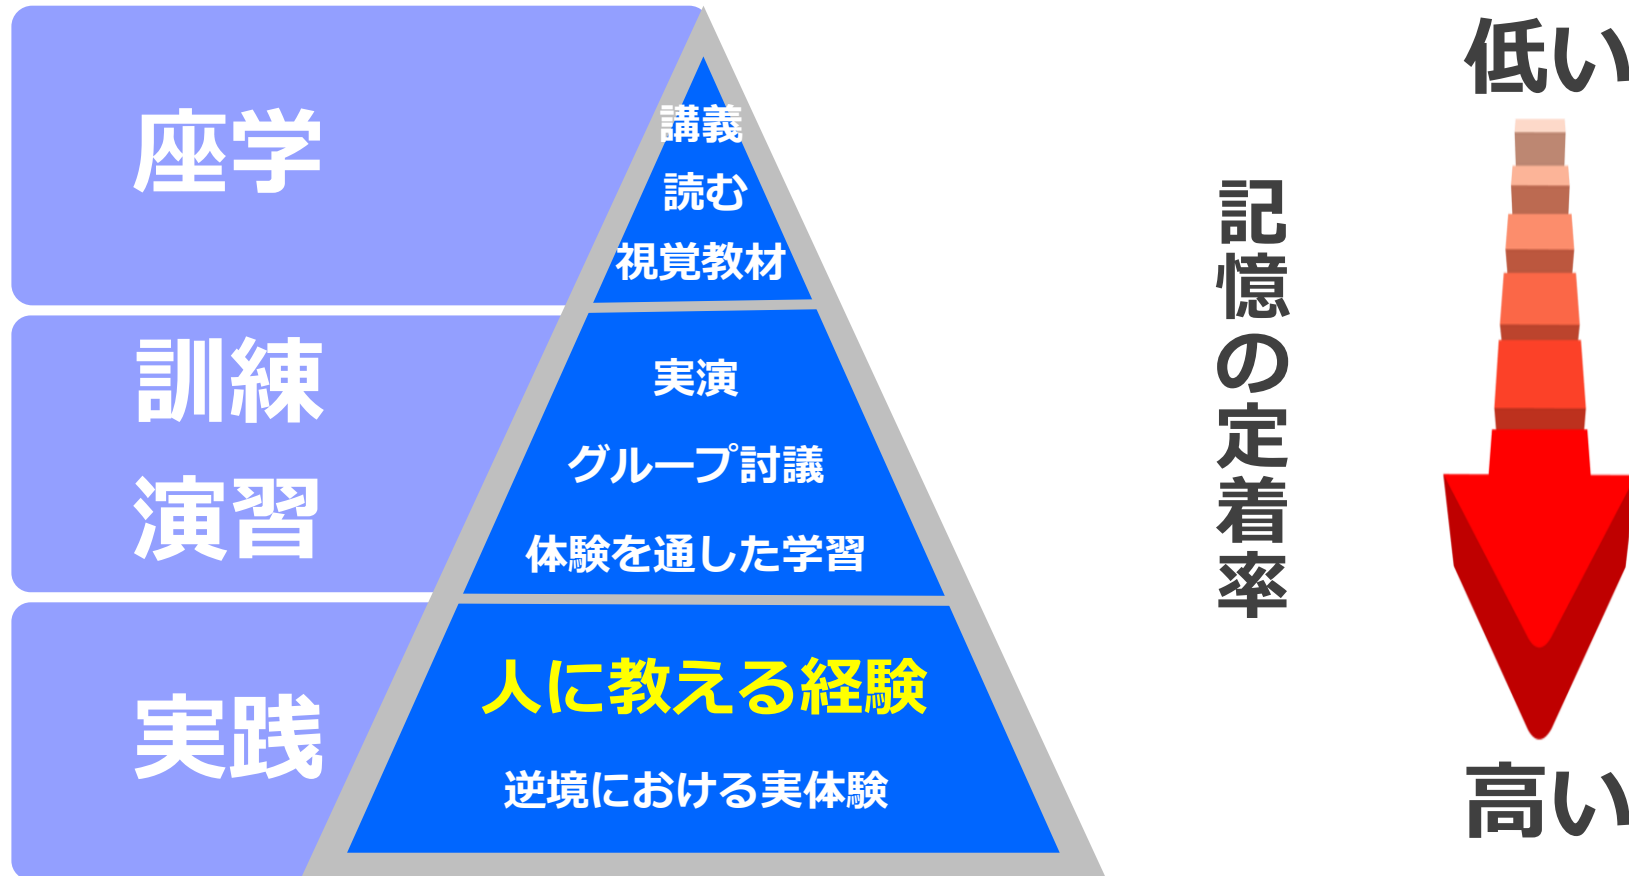 座学
講義
読む
視覚教材
訓練
演習
実演
グループ討議
体験を通した学習
実践
人に教える経験
逆境における実体験
記憶の定着率
低い
高い